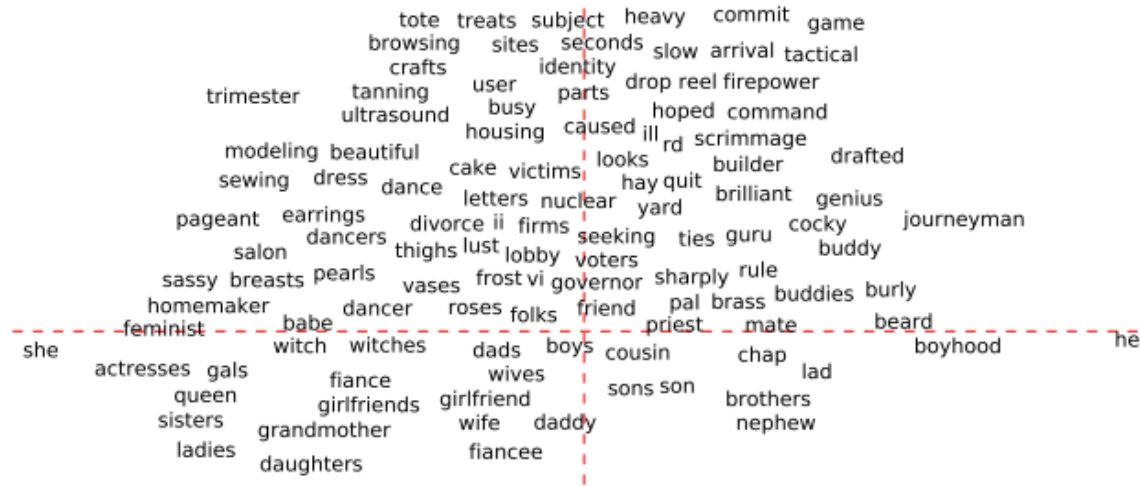 tote treats subject heavy commit game
browsing sites seconds slow arrival tactical
crafts identity drop reel firepower
trimester tanning user parts
ultrasound busy hoped command
housing caused ill rd scrimmage
modeling beautiful cake victims looks builder drafted
sewing dress dance hay quit brilliant genius
letters nuclear yard
pageant earrings divorce ii firms cocky journeyman
dancers thighs lust lobby seeking ties guru buddy
salon voters
sassy breasts pearls vases frost vi governor sharply rule
homemaker dancer roses folks friend pal brass buddies burly
feminist babe priest mate beard
she witch witches dads boys cousin chap boyhood he
actresses gals fiance wives sons son lad
queen girlfriends girlfriend brothers
sisters grandmother wife daddy nephew
ladies daughters fiancee